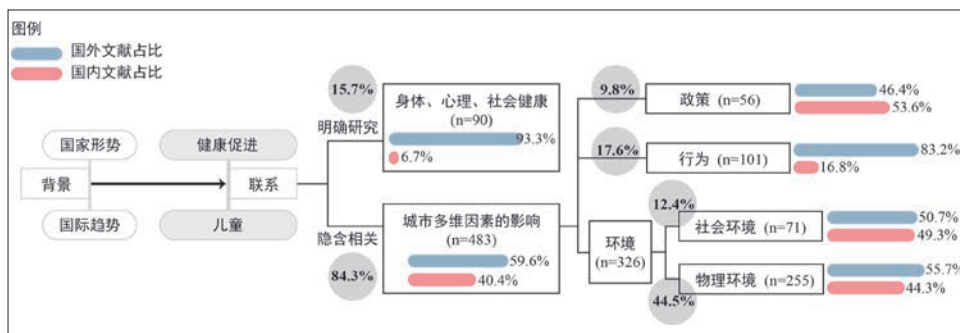 图例
国外文献占比
国内文献占比
国家形势
背景
国际趋势
健康促进
联系
儿童
15.7%
明确研究
隐含相关
84.3%
身体、心理、社会健康
(n=90)
93.3%
6.7%
城市多维因素的影响
(n=483)
59.6%
40.4%
9.8%
政策 (n=56)
46.4%
53.6%
17.6%
行为 (n=101)
83.2%
16.8%
环境
(n=326)
12.4%
社会环境 (n=71)
50.7%
49.3%
44.5%
物理环境 (n=255)
55.7%
44.3%